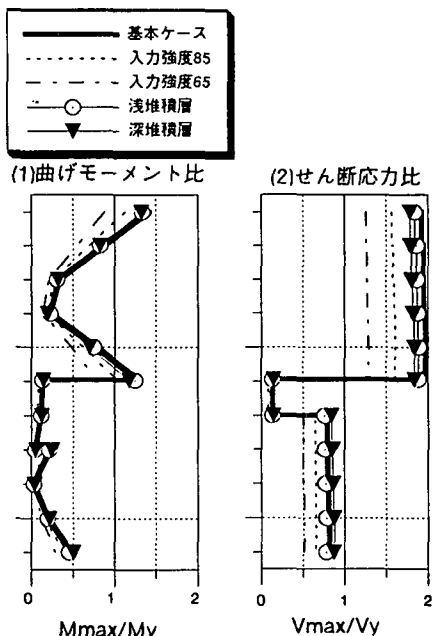 基本ケース
入力強度85
入力強度65
浅堆積層
深堆積層
(1)曲げモーメント比
(2)せん断応力比
0 1 2
0 1 2
Mmax/My
Vmax/Vy